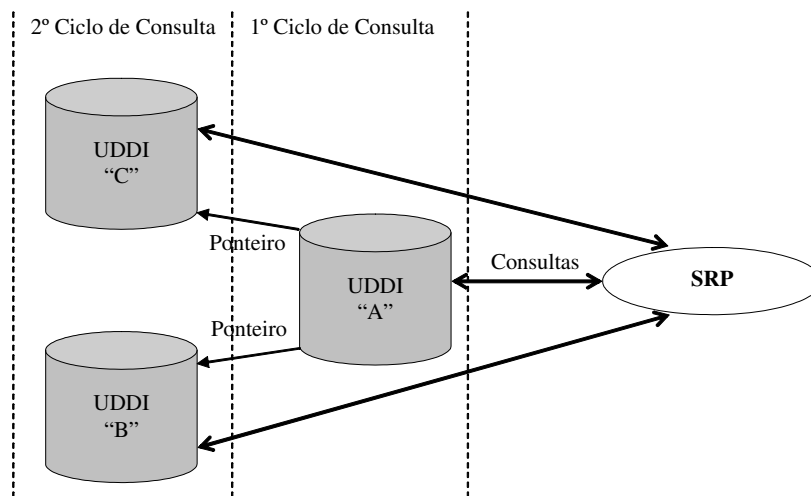 2º Ciclo de Consulta
1º Ciclo de Consulta
UDDI
“C”
Ponteiro
UDDI
“A”
Consultas
SRP
Ponteiro
UDDI
“B”